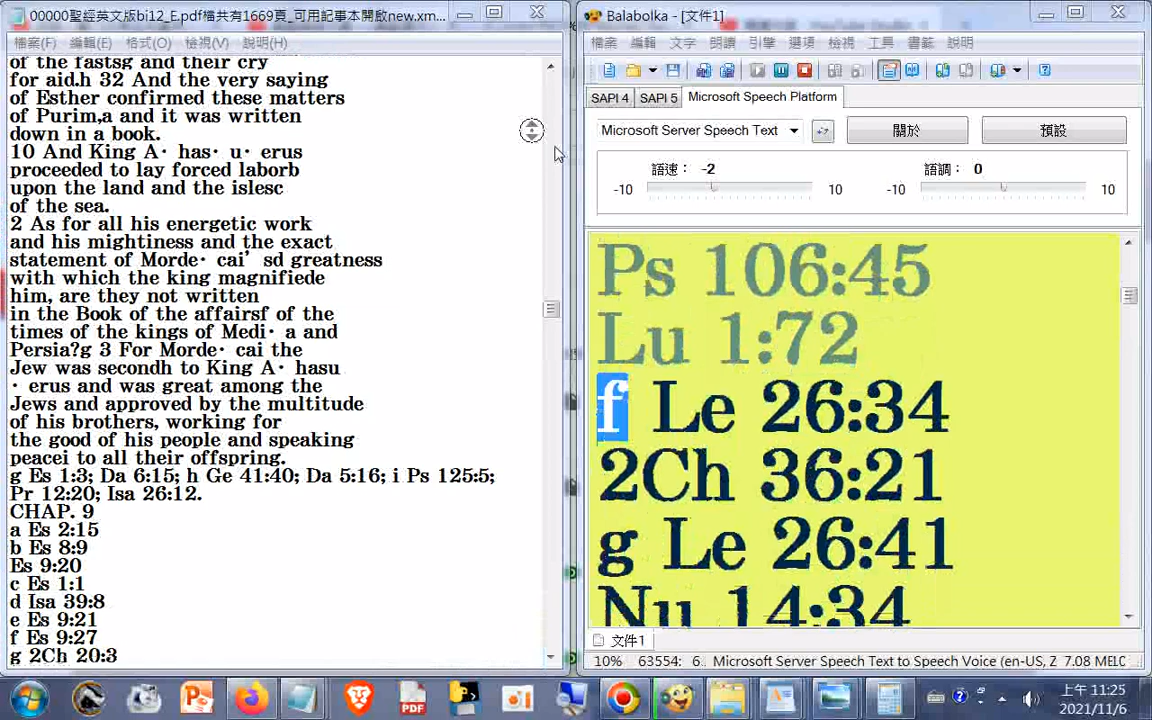 00000聖經英文版bi12_E.pdf檔共有1669頁_可用記事本開啟new.xm...
檔案(F) 編輯(E) 格式(O) 檢視(V) 說明(H)
of the fastsg and their cry
for aid.h 32 And the very saying
of Esther confirmed these matters
of Purim,a and it was written
down in a book.
10 And King A· has· u· erus
proceeded to lay forced laborb
upon the land and the islesc
of the sea.
2 As for all his energetic work
and his mightiness and the exact
statement of Morde· cai' sd greatness
with which the king magnifiede
him, are they not written
in the Book of the affairsf of the
times of the kings of Medi· a and
Persia?g 3 For Morde· cai the
Jew was secondh to King A· hasu
· erus and was great among the
Jews and approved by the multitude
of his brothers, working for
the good of his people and speaking
peacei to all their offspring.
g Es 1:3; Da 6:15; h Ge 41:40; Da 5:16; i Ps 125:5;
Pr 12:20; Isa 26:12.
CHAP. 9
a Es 2:15
b Es 8:9
Es 9:20
c Es 1:1
d Isa 39:8
e Es 9:21
f Es 9:27
g 2Ch 20:3
Balabolka - [文件1]
檔案 編輯 文字 朗讀 引擎 選項 檢視 工具 書籤 說明
SAPI 4 SAPI 5 Microsoft Speech Platform
Microsoft Server Speech Text 關於 預設
語速: -2 語調: 0
-10 10 -10 10
Ps 106:45
Lu 1:72
f Le 26:34
2Ch 36:21
g Le 26:41
Nu 14:34
文件1
10% 63554: 6.. Microsoft Server Speech Text to Speech Voice (en-US, Z 7.08 MELC
上午 11:25
2021/11/6